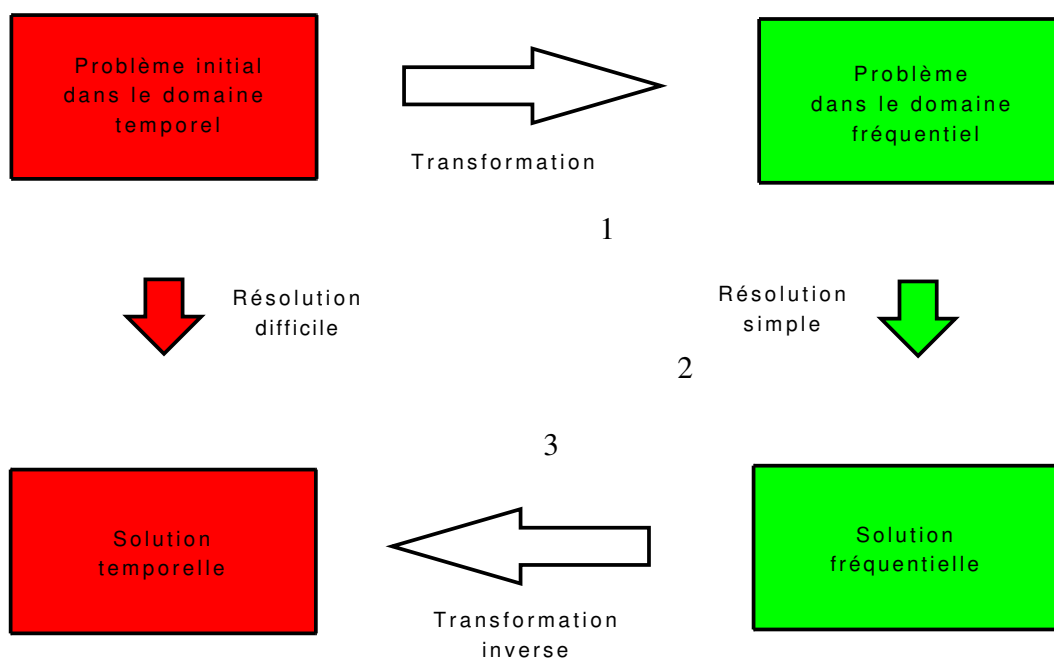 Problème initial
dans le domaine
temporel
Transformation
Problème
dans le domaine
fréquentiel
1
Résolution
difficile
Résolution
simple
2
3
Solution
temporelle
Transformation
inverse
Solution
fréquentielle